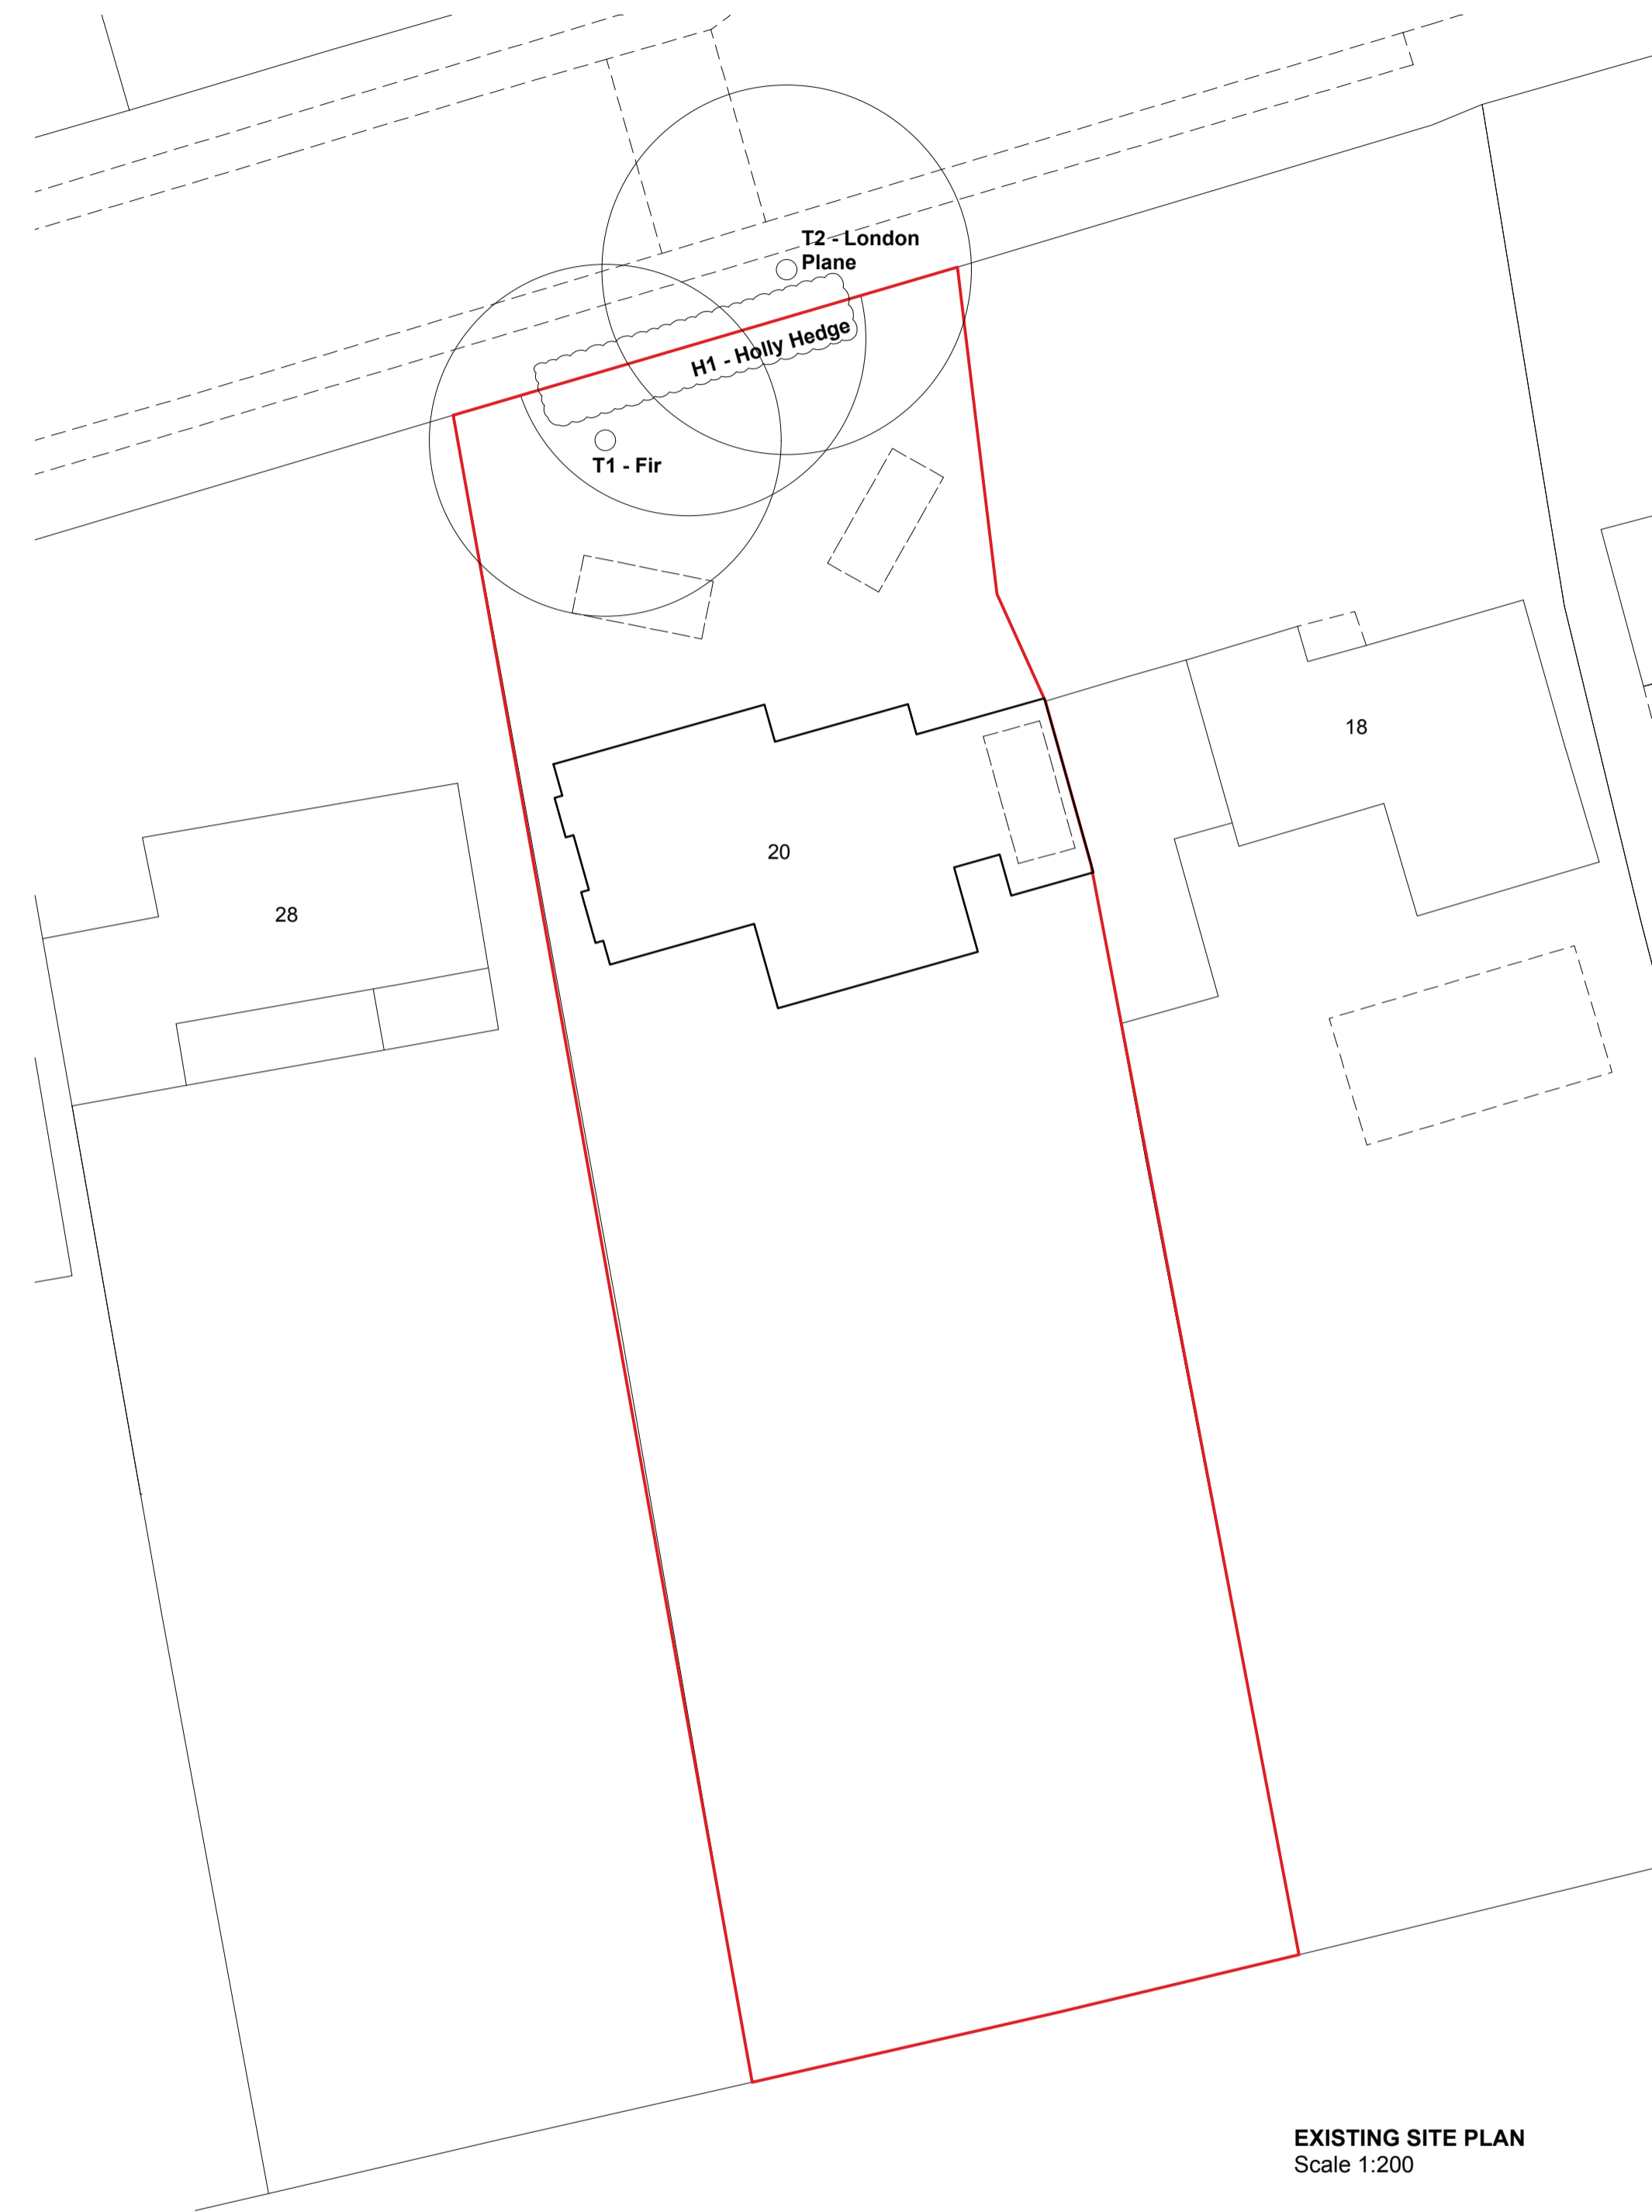 T2 - London
Plane
H1 - Holly Hedge
T1 - Fir
18
20
28
EXISTING SITE PLAN
Scale 1:200